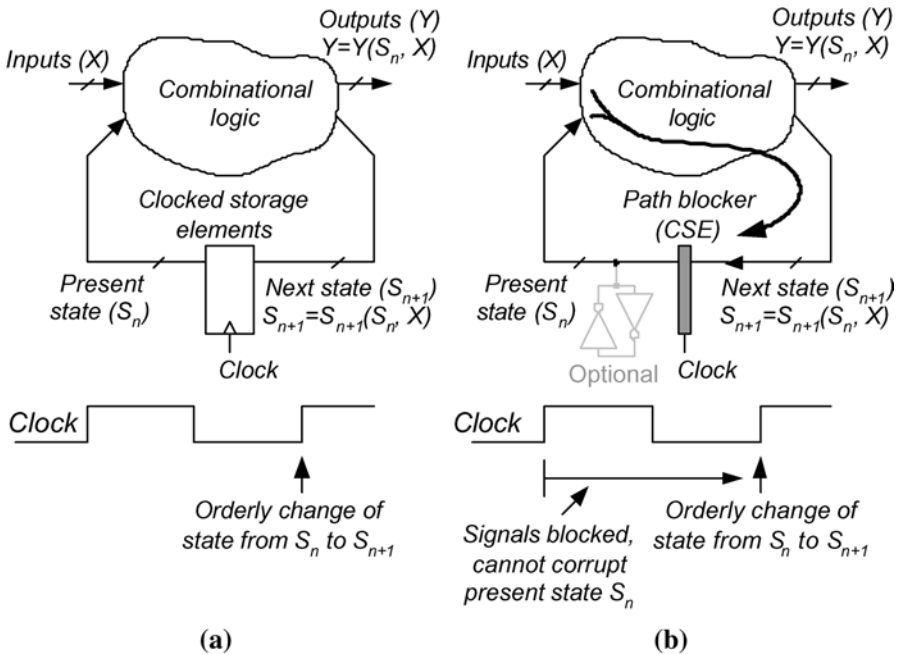 Outputs (Y)
Y=Y(Sn, X)
Inputs (X)
Combinational
logic
Clocked storage
elements
Present
state (Sn)
Next state (Sn+1)
Sn+1=Sn+1(Sn, X)
Clock
Clock
Orderly change of
state from Sn to Sn+1
(a)
Outputs (Y)
Y=Y(Sn, X)
Inputs (X)
Combinational
logic
Path blocker
(CSE)
Present
state (Sn)
Next state (Sn+1)
Sn+1=Sn+1(Sn, X)
Optional
Clock
Clock
Signals blocked,
cannot corrupt
present state Sn
Orderly change of
state from Sn to Sn+1
(b)